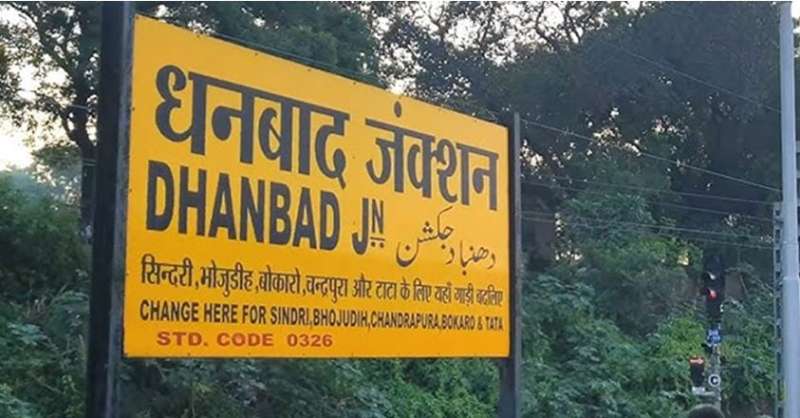 धनबाद जंक्शन
DHANBAD JN
دھنباد جکشن
सिन्दरी,भोजुडीह,बोकारो,चन्द्रपुरा और टाटा के लिए यहाँ गाड़ी बदलिए
CHANGE HERE FOR SINDRI,BHOJUDIH,CHANDRAPURA,BOKARO & TATA
STD. CODE 0326
C